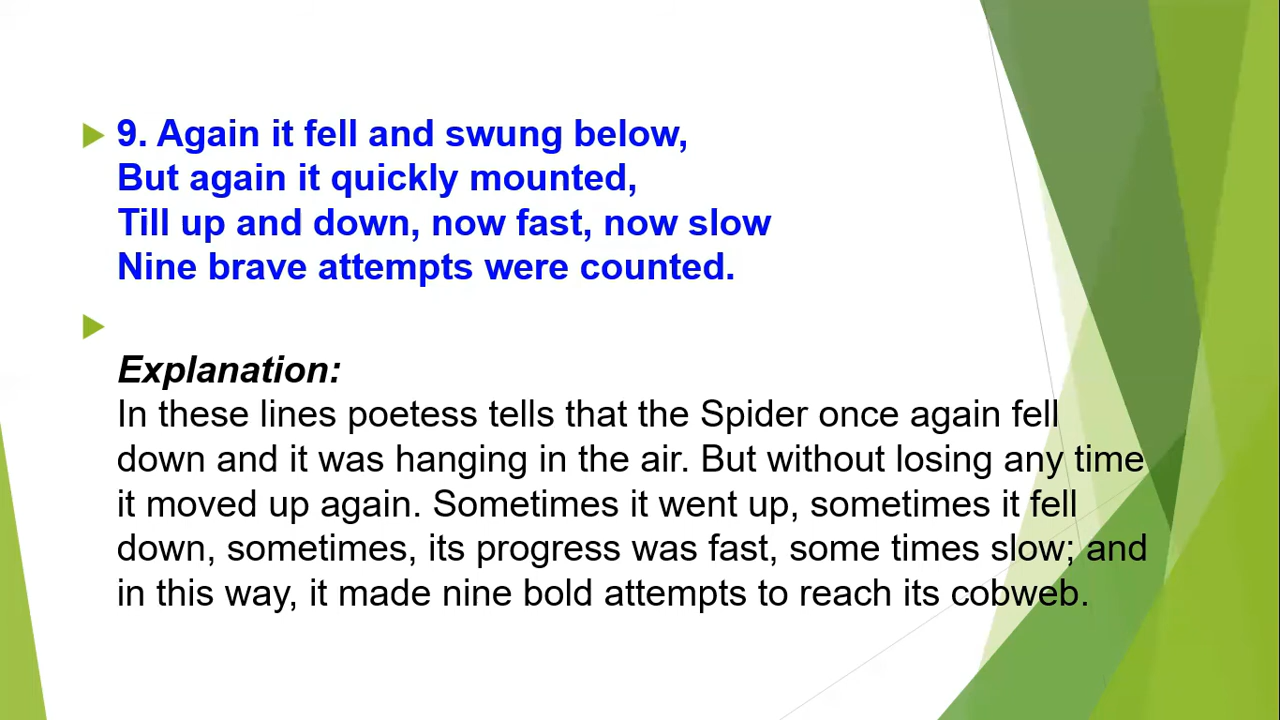 9. Again it fell and swung below,
But again it quickly mounted,
Till up and down, now fast, now slow
Nine brave attempts were counted.
Explanation:
In these lines poetess tells that the Spider once again fell
down and it was hanging in the air. But without losing any time
it moved up again. Sometimes it went up, sometimes it fell
down, sometimes, its progress was fast, some times slow; and
in this way, it made nine bold attempts to reach its cobweb.